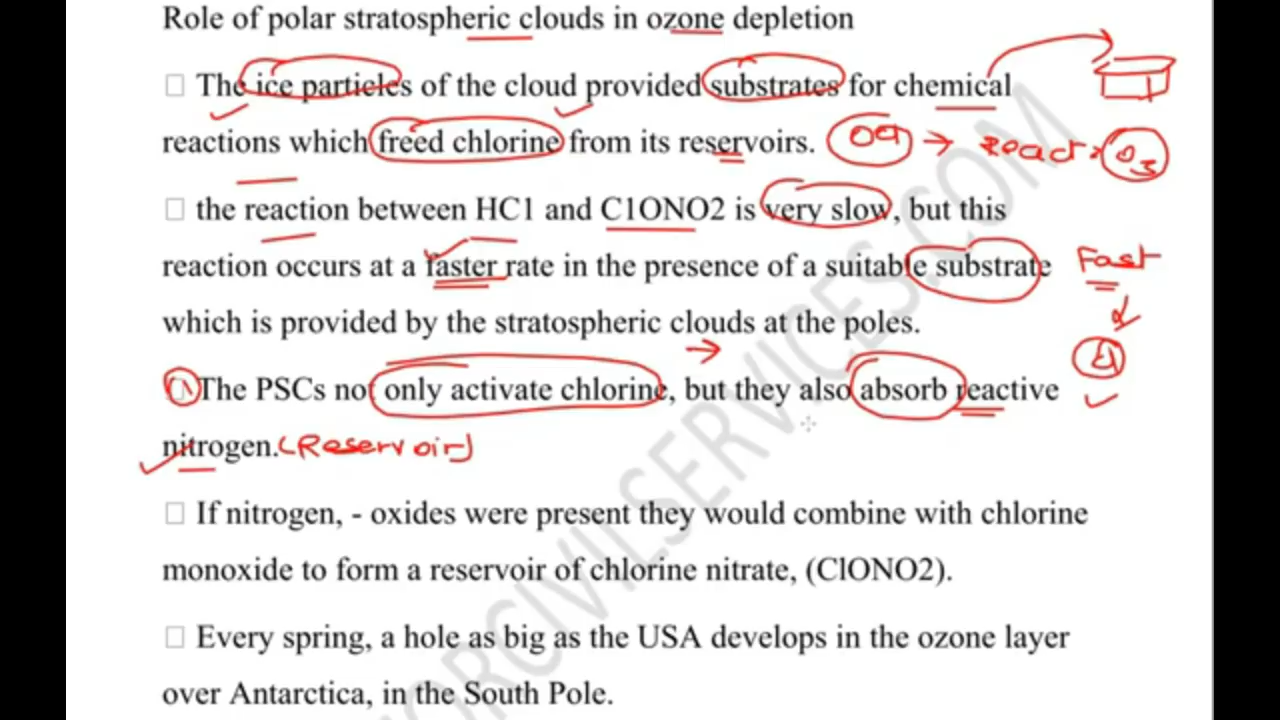 Role of polar stratospheric clouds in ozone depletion
□ The ice particles of the cloud provided substrates for chemical
reactions which freed chlorine from its reservoirs. → React > O3
□ the reaction between HC1 and C1ONO2 is very slow, but this
reaction occurs at a faster rate in the presence of a suitable substrate Fast
which is provided by the stratospheric clouds at the poles.
The PSCs not only activate chlorine, but they also absorb reactive
nitrogen. (Reservoir)
□ If nitrogen, - oxides were present they would combine with chlorine
monoxide to form a reservoir of chlorine nitrate, (ClONO2).
□ Every spring, a hole as big as the USA develops in the ozone layer
over Antarctica, in the South Pole.
ORCIVILSERVICES.COM